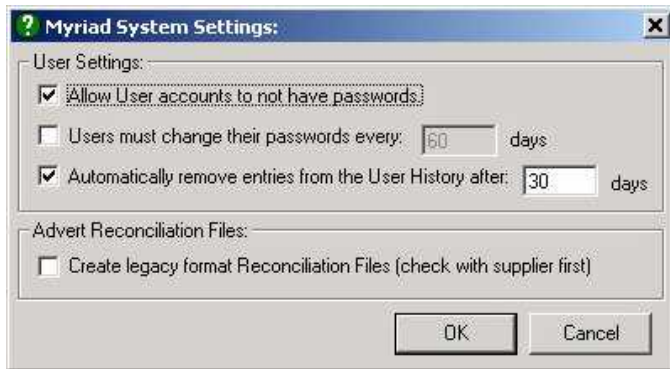 ? Myriad System Settings:
User Settings:
Allow User accounts to not have passwords.
Users must change their passwords every: 60 days
Automatically remove entries from the User History after: 30 days
Advert Reconciliation Files:
Create legacy format Reconciliation Files (check with supplier first)
OK Cancel